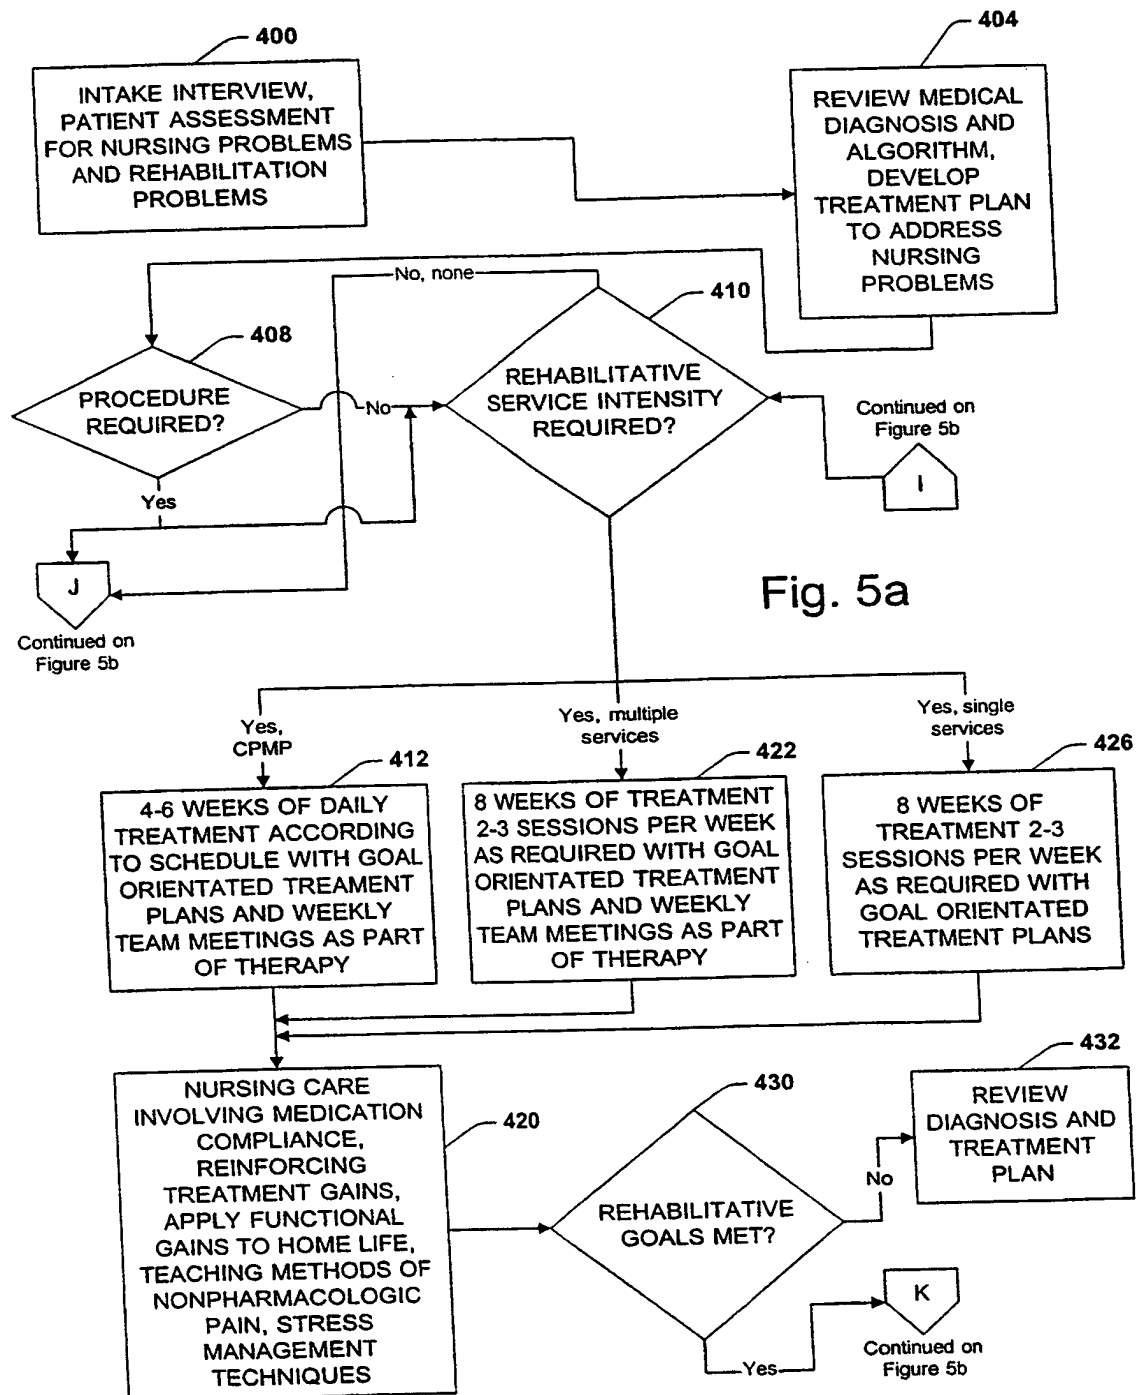 400
INTAKE INTERVIEW,
PATIENT ASSESSMENT
FOR NURSING PROBLEMS
AND REHABILITATION
PROBLEMS
404
REVIEW MEDICAL
DIAGNOSIS AND
ALGORITHM,
DEVELOP
TREATMENT PLAN
TO ADDRESS
NURSING
PROBLEMS
No, none
410
408
PROCEDURE
REQUIRED?
No
REHABILITATIVE
SERVICE INTENSITY
REQUIRED?
Continued on
Figure 5b
I
Yes
J
Continued on
Figure 5b
Fig. 5a
Yes,
CPMP
Yes, multiple
services
Yes, single
services
412
4-6 WEEKS OF DAILY
TREATMENT ACCORDING
TO SCHEDULE WITH GOAL
ORIENTATED TREAMENT
PLANS AND WEEKLY
TEAM MEETINGS AS PART
OF THERAPY
422
8 WEEKS OF TREATMENT
2-3 SESSIONS PER WEEK
AS REQUIRED WITH GOAL
ORIENTATED TREATMENT
PLANS AND WEEKLY
TEAM MEETINGS AS PART
OF THERAPY
426
8 WEEKS OF
TREATMENT 2-3
SESSIONS PER WEEK
AS REQUIRED WITH
GOAL ORIENTATED
TREATMENT PLANS
420
NURSING CARE
INVOLVING MEDICATION
COMPLIANCE,
REINFORCING
TREATMENT GAINS,
APPLY FUNCTIONAL
GAINS TO HOME LIFE,
TEACHING METHODS OF
NONPHARMACOLOGIC
PAIN, STRESS
MANAGEMENT
TECHNIQUES
430
REHABILITATIVE
GOALS MET?
No
432
REVIEW
DIAGNOSIS AND
TREATMENT
PLAN
Yes
K
Continued on
Figure 5b